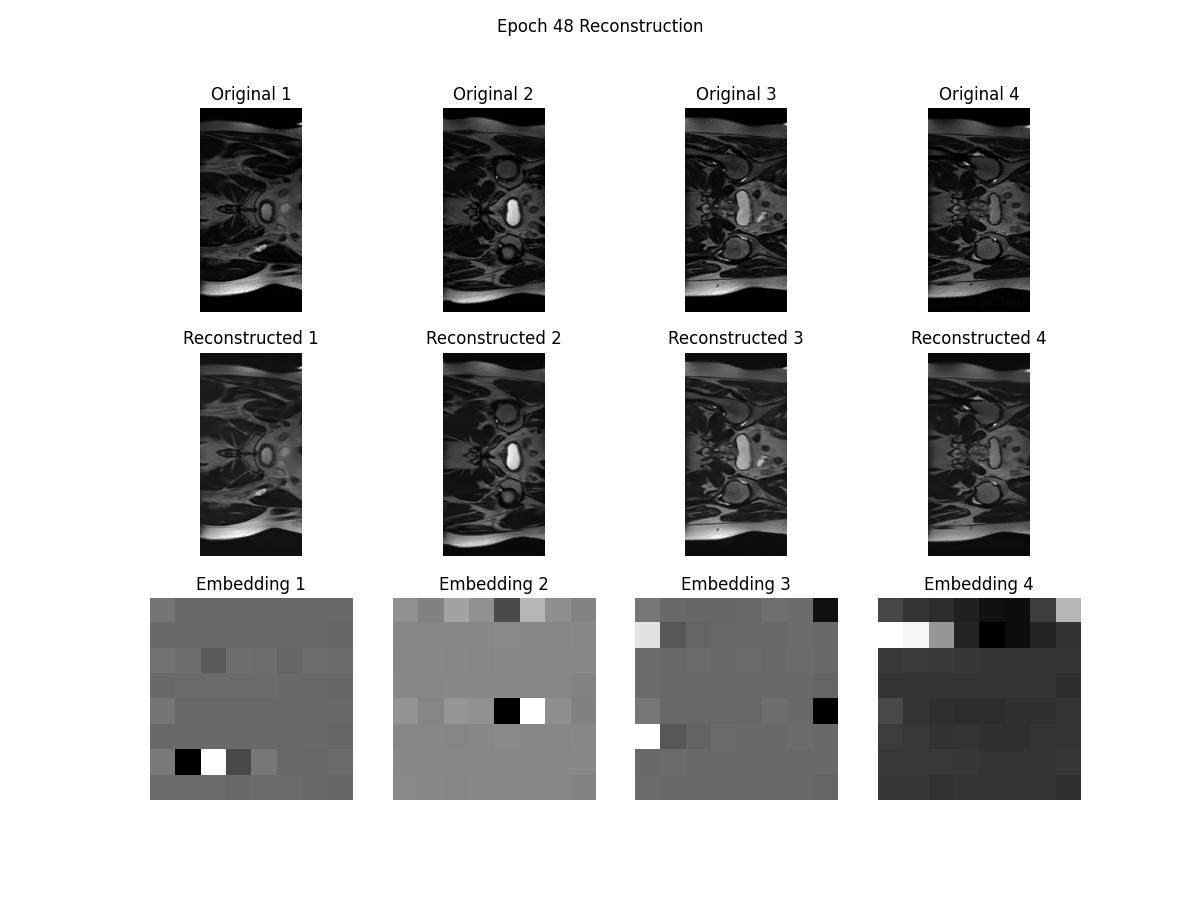 Epoch 48 Reconstruction
Original 1
Original 2
Original 3
Original 4
Reconstructed 1
Reconstructed 2
Reconstructed 3
Reconstructed 4
Embedding 1
Embedding 2
Embedding 3
Embedding 4